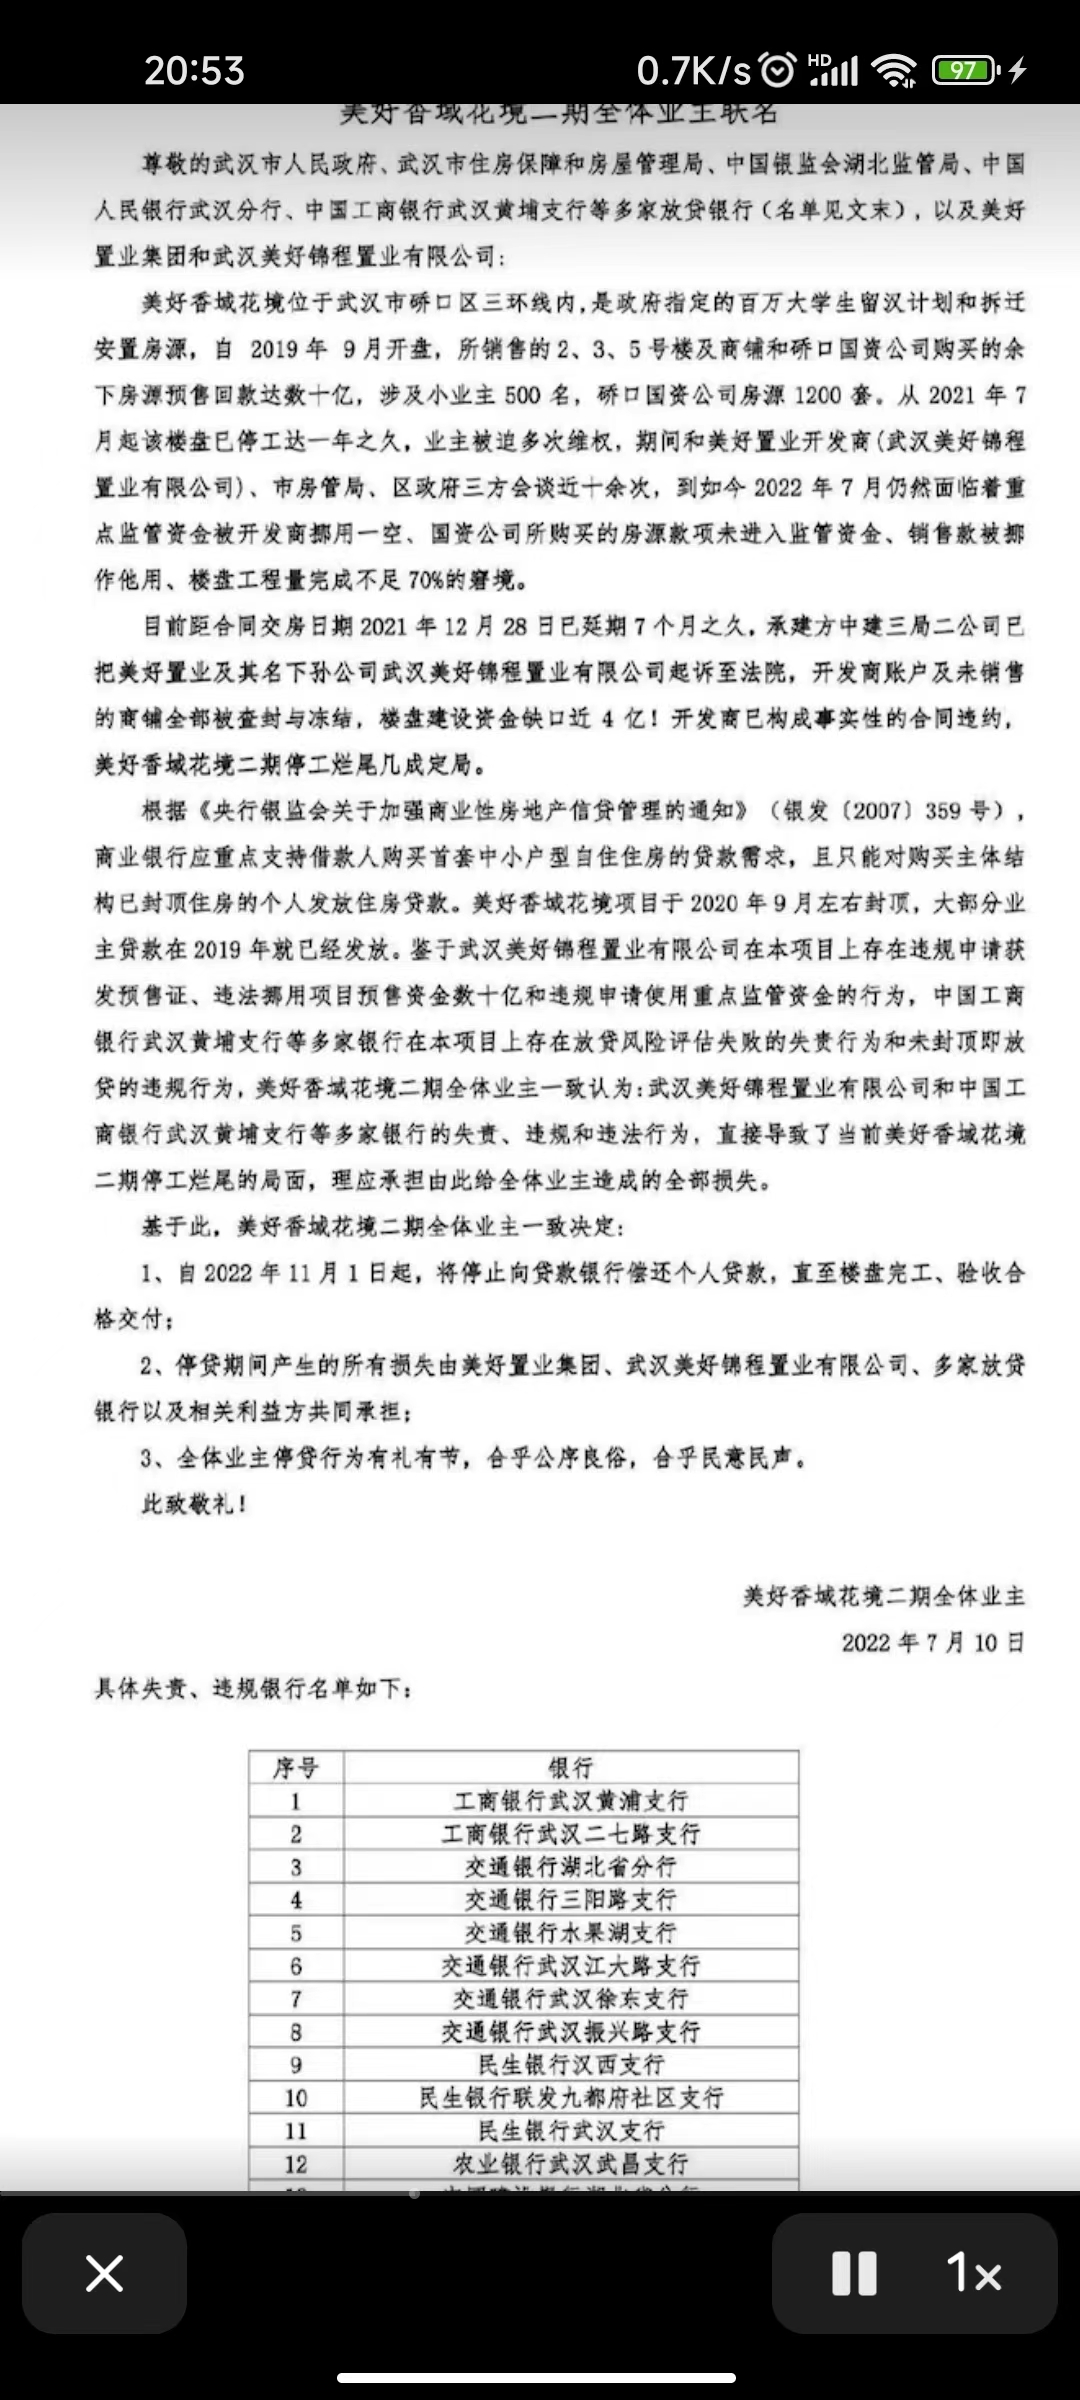 20:53
0.7K/s HD 97
美好香域花境二期全体业主联名
尊敬的武汉市人民政府、武汉市住房保障和房屋管理局、中国银监会湖北监管局、中国
人民银行武汉分行、中国工商银行武汉黄埔支行等多家放贷银行（名单见文末），以及美好
置业集团和武汉美好锦程置业有限公司:
美好香域花境位于武汉市硚口区三环线内,是政府指定的百万大学生留汉计划和拆迁
安置房源，自 2019 年 9 月开盘，所销售的 2、3、5 号楼及商铺和硚口国资公司购买的余
下房源预售回款达数十亿，涉及小业主 500 名，硚口国资公司房源 1200 套。从 2021 年 7
月起该楼盘已停工达一年之久，业主被迫多次维权，期间和美好置业开发商(武汉美好锦程
置业有限公司)、市房管局、区政府三方会谈近十余次，到如今 2022 年 7 月仍然面临着重
点监管资金被开发商挪用一空、国资公司所购买的房源款项未进入监管资金、销售款被挪
作他用、楼盘工程量完成不足 70%的窘境。
目前距合同交房日期 2021 年 12 月 28 日已延期 7 个月之久，承建方中建三局二公司已
把美好置业及其名下孙公司武汉美好锦程置业有限公司起诉至法院，开发商账户及未销售
的商铺全部被查封与冻结，楼盘建设资金缺口近 4 亿！开发商已构成事实性的合同违约，
美好香域花境二期停工烂尾几成定局。
根据《央行银监会关于加强商业性房地产信贷管理的通知》（银发〔2007〕359 号），
商业银行应重点支持借款人购买首套中小户型自住住房的贷款需求，且只能对购买主体结
构已封顶住房的个人发放住房贷款。美好香域花境项目于 2020 年 9 月左右封顶，大部分业
主贷款在 2019 年就已经发放。鉴于武汉美好锦程置业有限公司在本项目上存在违规申请获
发预售证、违法挪用项目预售资金数十亿和违规申请使用重点监管资金的行为，中国工商
银行武汉黄埔支行等多家银行在本项目上存在放贷风险评估失败的失责行为和未封顶即放
贷的违规行为，美好香域花境二期全体业主一致认为:武汉美好锦程置业有限公司和中国工
商银行武汉黄埔支行等多家银行的失责、违规和违法行为，直接导致了当前美好香域花境
二期停工烂尾的局面，理应承担由此给全体业主造成的全部损失。
基于此，美好香域花境二期全体业主一致决定:
1、自 2022 年 11 月 1 日起，将停止向贷款银行偿还个人贷款，直至楼盘完工、验收合
格交付;
2、停贷期间产生的所有损失由美好置业集团、武汉美好锦程置业有限公司、多家放贷
银行以及相关利益方共同承担;
3、全体业主停贷行为有礼有节，合乎公序良俗，合乎民意民声。
此致敬礼！
美好香域花境二期全体业主
2022 年 7 月 10 日
具体失责、违规银行名单如下:
序号 银行
1 工商银行武汉黄浦支行
2 工商银行武汉二七路支行
3 交通银行湖北省分行
4 交通银行三阳路支行
5 交通银行水果湖支行
6 交通银行武汉江大路支行
7 交通银行武汉徐东支行
8 交通银行武汉振兴路支行
9 民生银行汉西支行
10 民生银行联发九都府社区支行
11 民生银行武汉支行
12 农业银行武汉武昌支行
1x